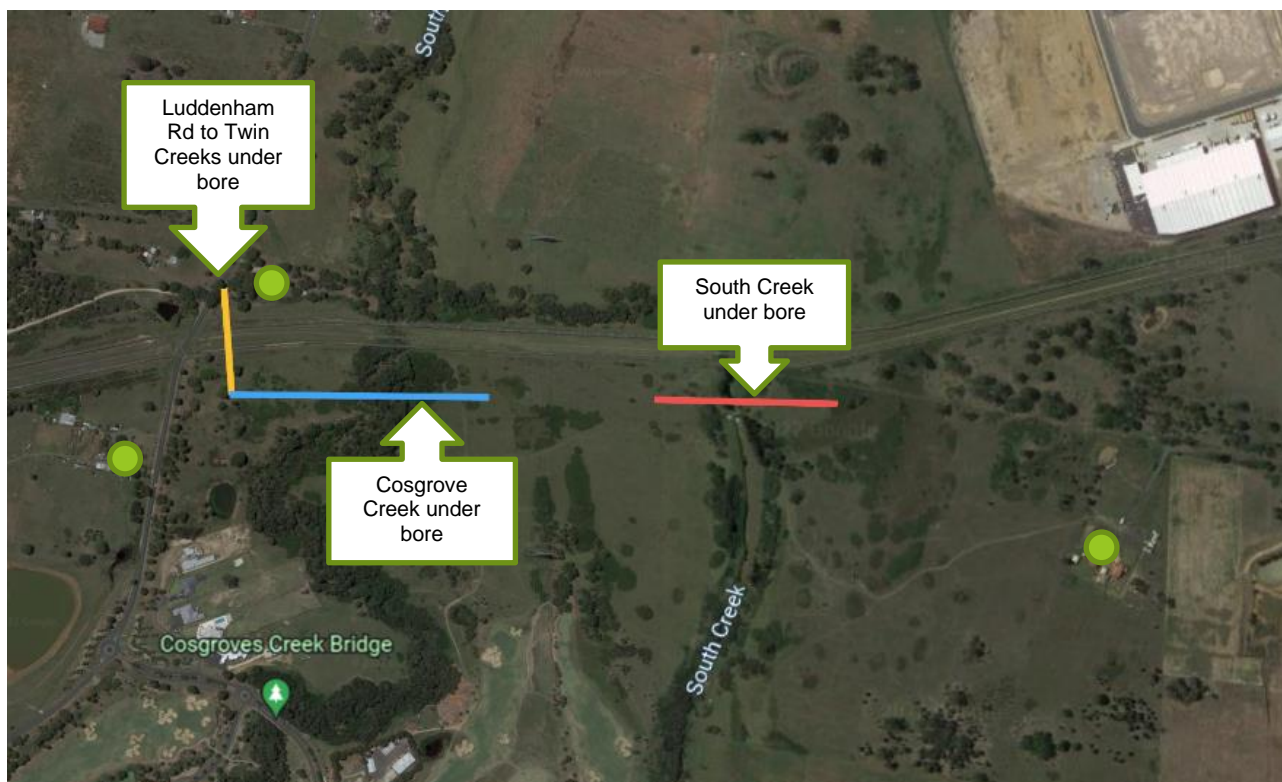 South
Luddenham
Rd to Twin
Creeks under
bore
South Creek
under bore
Cosgrove
Creek under
bore
Cosgroves Creek Bridge
South Creek